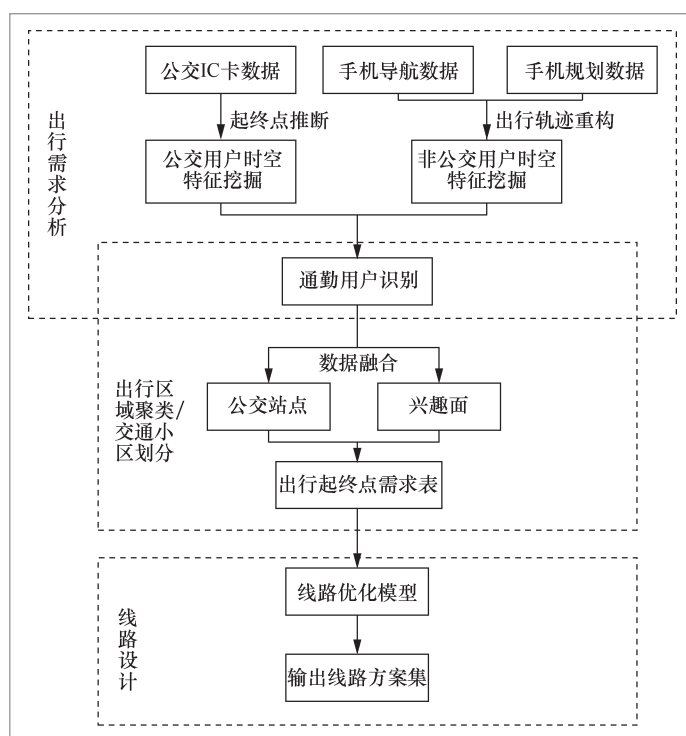 公交IC卡数据
手机导航数据
手机规划数据
起终点推断
出行轨迹重构
公交用户时空
特征挖掘
非公交用户时空
特征挖掘
出行需求分析
通勤用户识别
数据融合
公交站点
兴趣面
出行区
域聚类/
交通小
区划分
出行起终点需求表
线路优化模型
线路设计
输出线路方案集